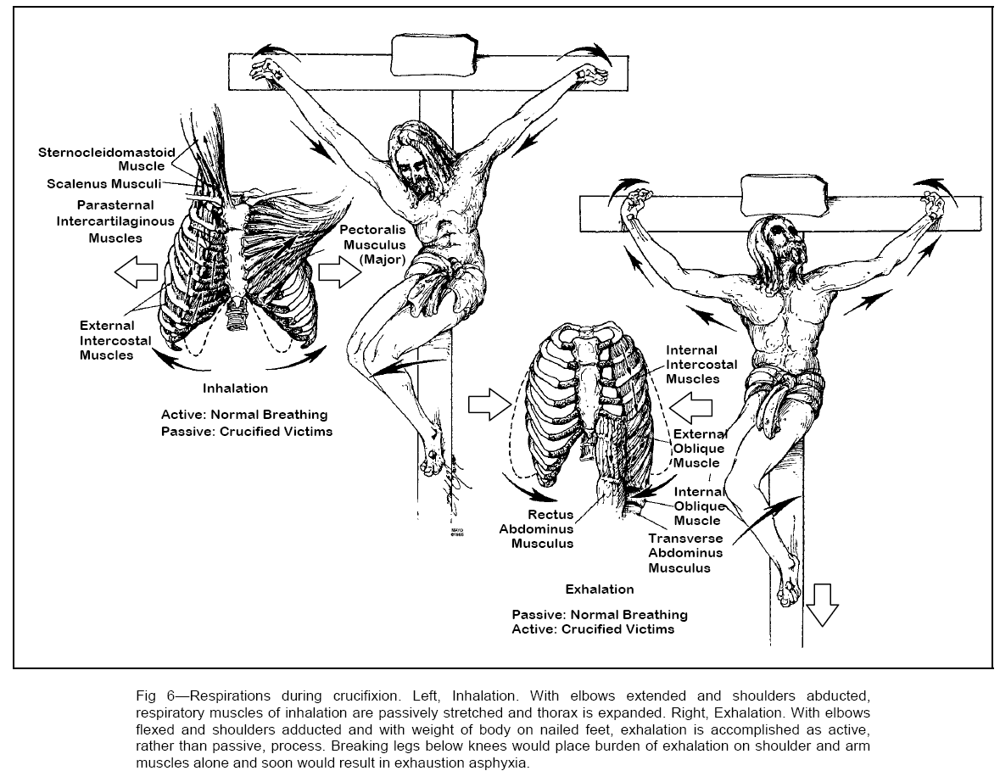 Sternocleidomastoid
Muscle
Scalenus Musculi
Parasternal
Intercartilaginous
Muscles
Pectoralis
Musculus
(Major)
External
Intercostal
Muscles
Inhalation
Active: Normal Breathing
Passive: Crucified Victims
MAYO
©1985
Internal
Intercostal
Muscles
External
Oblique
Muscle
Internal
Oblique
Muscle
Rectus
Abdominus
Musculus
Transverse
Abdominus
Musculus
Exhalation
Passive: Normal Breathing
Active: Crucified Victims
Fig 6—Respirations during crucifixion. Left, Inhalation. With elbows extended and shoulders abducted,
respiratory muscles of inhalation are passively stretched and thorax is expanded. Right, Exhalation. With elbows
flexed and shoulders adducted and with weight of body on nailed feet, exhalation is accomplished as active,
rather than passive, process. Breaking legs below knees would place burden of exhalation on shoulder and arm
muscles alone and soon would result in exhaustion asphyxia.